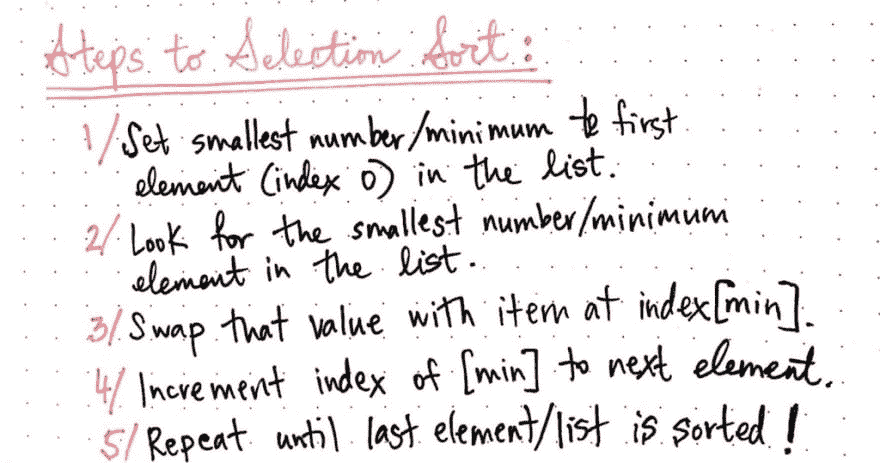 Steps to Selection Sort:
1/ Set smallest number/minimum to first
element (index 0) in the list.
2/ Look for the smallest number/minimum
element in the list.
3/ Swap that value with item at index[min].
4/ Increment index of [min] to next element.
5/ Repeat until last element/list is sorted!